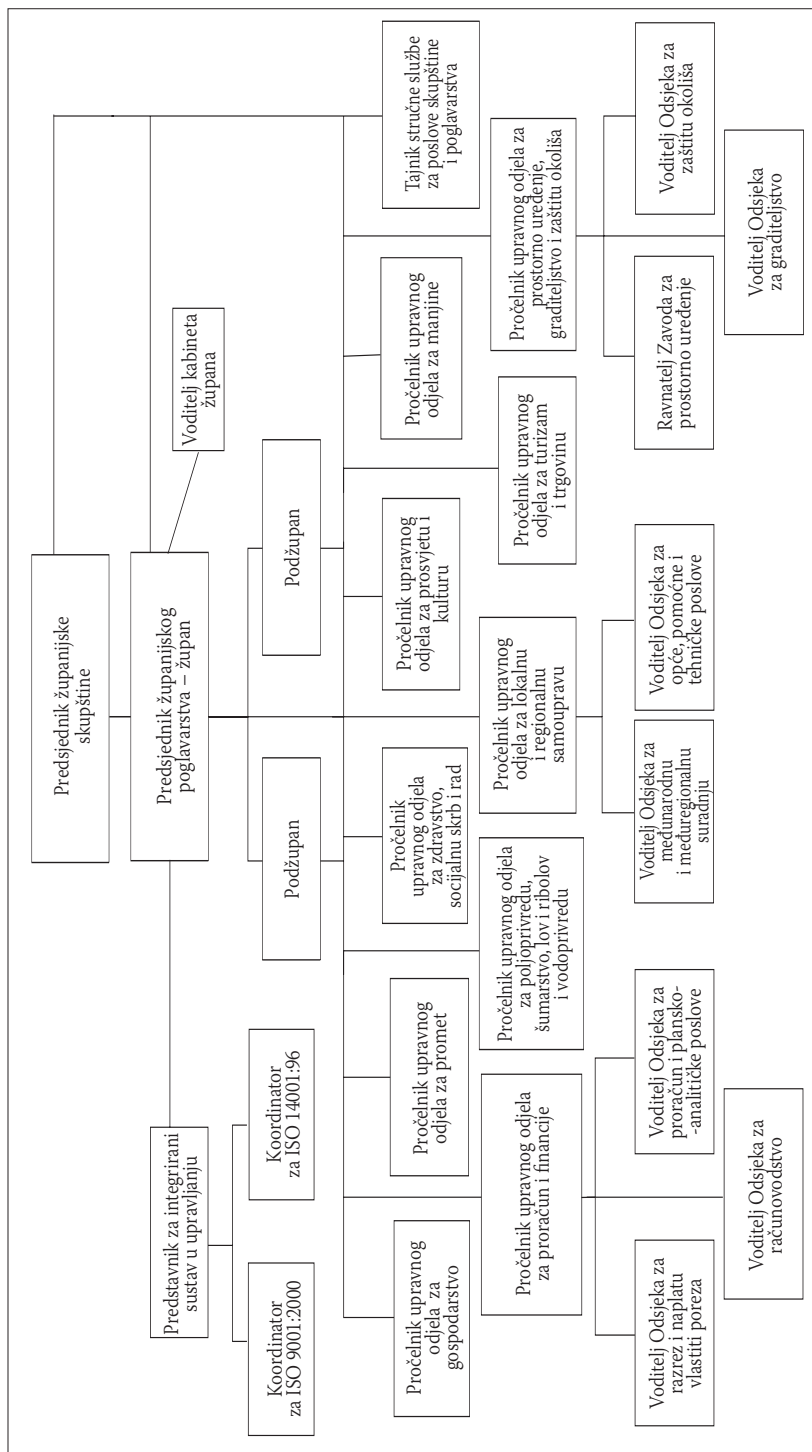 Predsjednik županijske
skupštine
Predsjednik županijskog
poglavarstva – župan
Voditelj kabineta
župana
Predstavnik za integrirani
sustav u upravljanju
Koordinator
za ISO 9001:2000
Koordinator
za ISO 14001:96
Podžupan
Podžupan
Pročelnik upravnog
odjela za
gospodarstvo
Pročelnik upravnog
odjela za promet
Pročelnik
upravnog odjela
za zdravstvo,
socijalnu skrb i rad
Pročelnik upravnog
odjela za prosvjetu i
kulturu
Pročelnik upravnog
odjela za manjine
Tajnik stručne službe
za poslove skupštine
i poglavarstva
Pročelnik upravnog odjela
za proračun i financije
Pročelnik upravnog odjela
za poljoprivredu,
šumarstvo, lov i ribolov
i vodoprivredu
Pročelnik upravnog
odjela za lokalnu
i regionalnu
samoupravu
Pročelnik upravnog
odjela za turizam
i trgovinu
Pročelnik upravnog odjela za
prostorno uređenje,
graditeljstvo i zaštitu okoliša
Voditelj Odsjeka za
razrez i naplatu
vlastiti poreza
Voditelj Odsjeka za
proračun i plansko-
-analitičke poslove
Voditelj Odsjeka za
računovodstvo
Voditelj Odsjeka za
međunarodnu
i međuregionalnu
suradnju
Voditelj Odsjeka za
opće, pomoćne i
tehničke poslove
Ravnatelj Zavoda za
prostorno uređenje
Voditelj Odsjeka za
zaštitu okoliša
Voditelj Odsjeka
za graditeljstvo